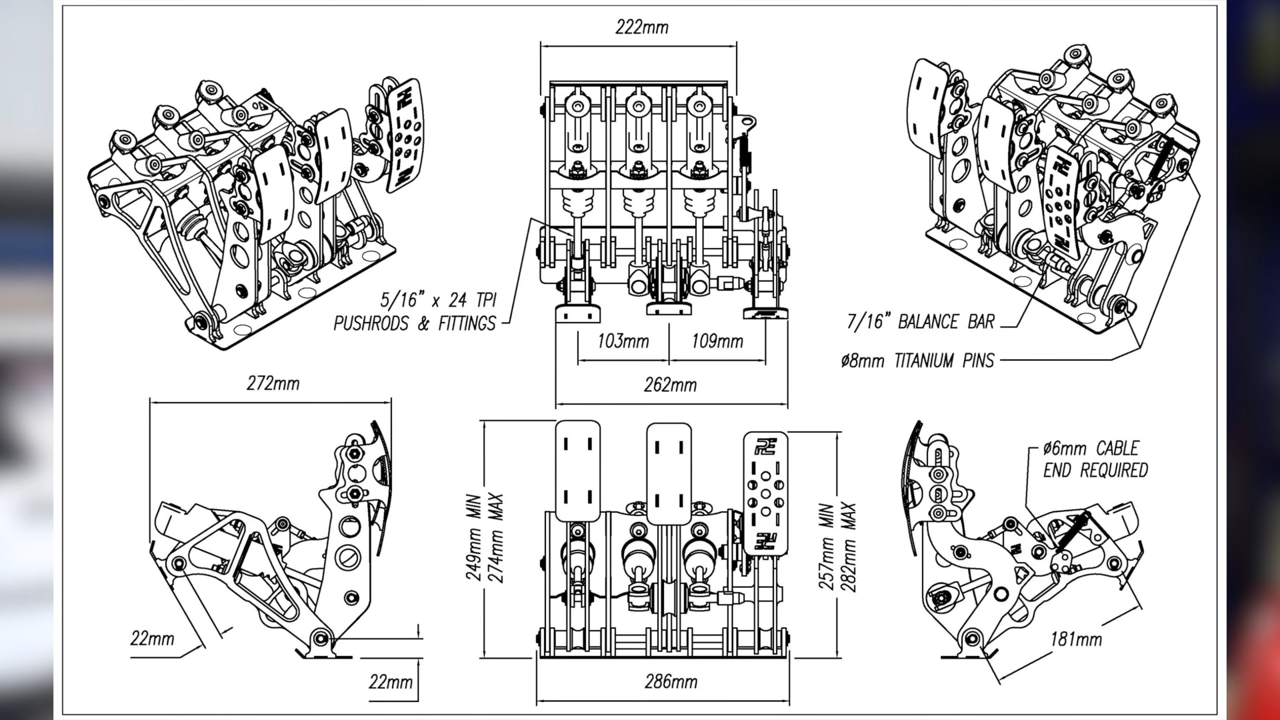 222mm
5/16" x 24 TPI
PUSHRODS & FITTINGS
103mm
109mm
262mm
7/16" BALANCE BAR
ø8mm TITANIUM PINS
272mm
22mm
22mm
249mm MIN
274mm MAX
257mm MIN
282mm MAX
286mm
ø6mm CABLE
END REQUIRED
181mm